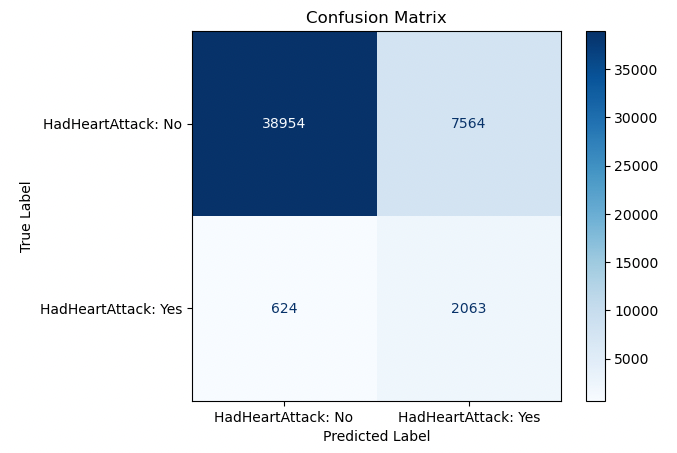 Confusion Matrix
True Label
HadHeartAttack: No
38954
7564
HadHeartAttack: Yes
624
2063
HadHeartAttack: No
HadHeartAttack: Yes
Predicted Label
35000
30000
25000
20000
15000
10000
5000